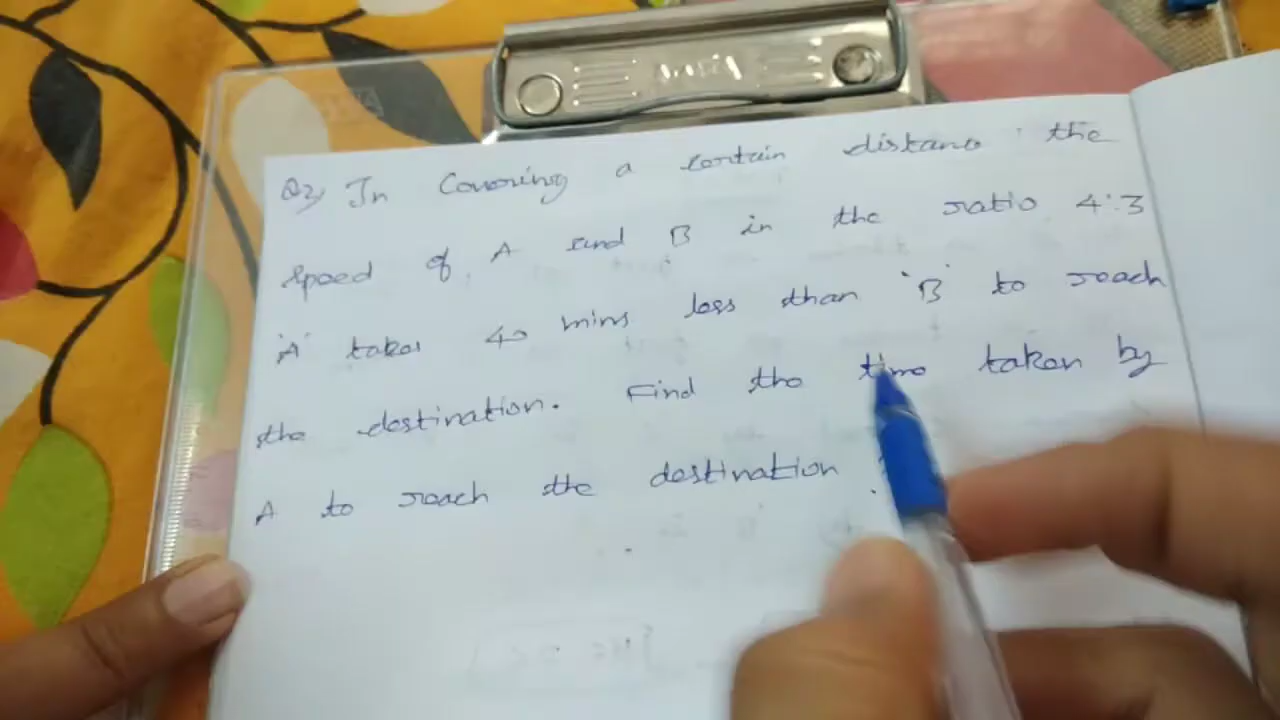 Q2) In Covering a certain distance the
speed of A and B in the ratio 4:3
'A' takes 40 mins less than 'B' to reach
the destination. Find the time taken by
A to reach the destination